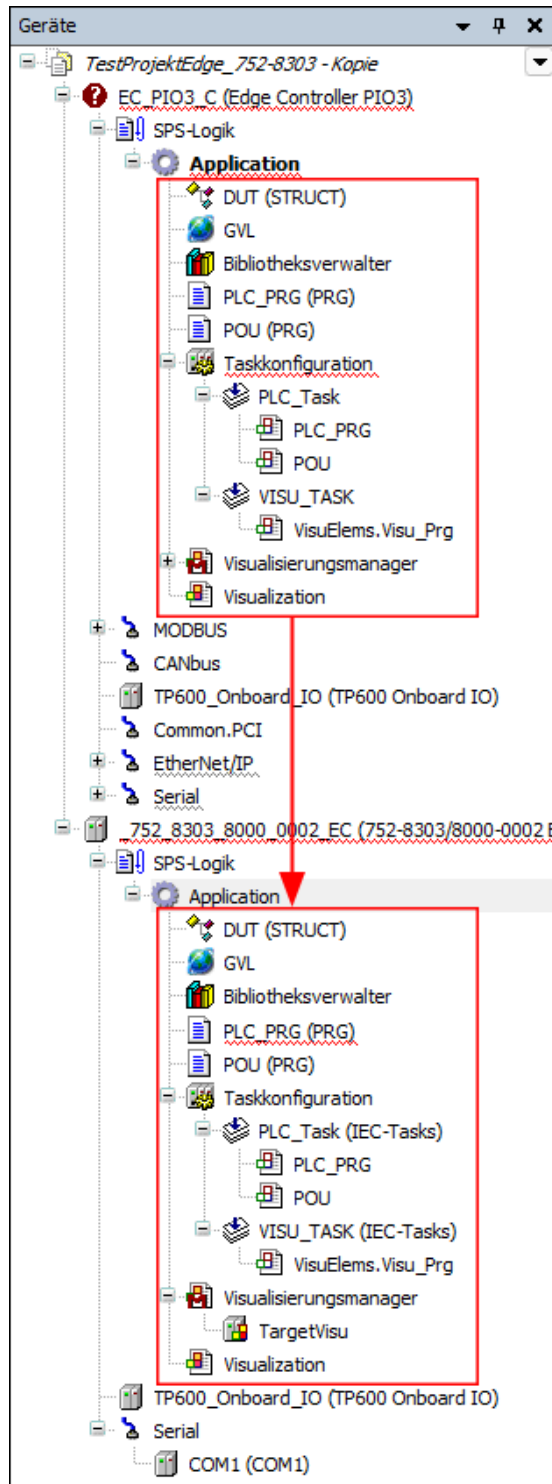 Geräte
TestProjektEdge_752-8303 - Kopie
EC_PIO3_C (Edge Controller PIO3)
SPS-Logik
Application
DUT (STRUCT)
GVL
Bibliotheksverwalter
PLC_PRG (PRG)
POU (PRG)
Taskkonfiguration
PLC_Task
PLC_PRG
POU
VISU_TASK
VisuElems.Visu_Prg
Visualisierungsmanager
Visualization
MODBUS
CANbus
TP600_Onboard_IO (TP600 Onboard IO)
Common.PCI
EtherNet/IP
Serial
_752_8303_8000_0002_EC (752-8303/8000-0002 E
SPS-Logik
Application
DUT (STRUCT)
GVL
Bibliotheksverwalter
PLC_PRG (PRG)
POU (PRG)
Taskkonfiguration
PLC_Task (IEC-Tasks)
PLC_PRG
POU
VISU_TASK (IEC-Tasks)
VisuElems.Visu_Prg
Visualisierungsmanager
TargetVisu
Visualization
TP600_Onboard_IO (TP600 Onboard IO)
Serial
COM1 (COM1)